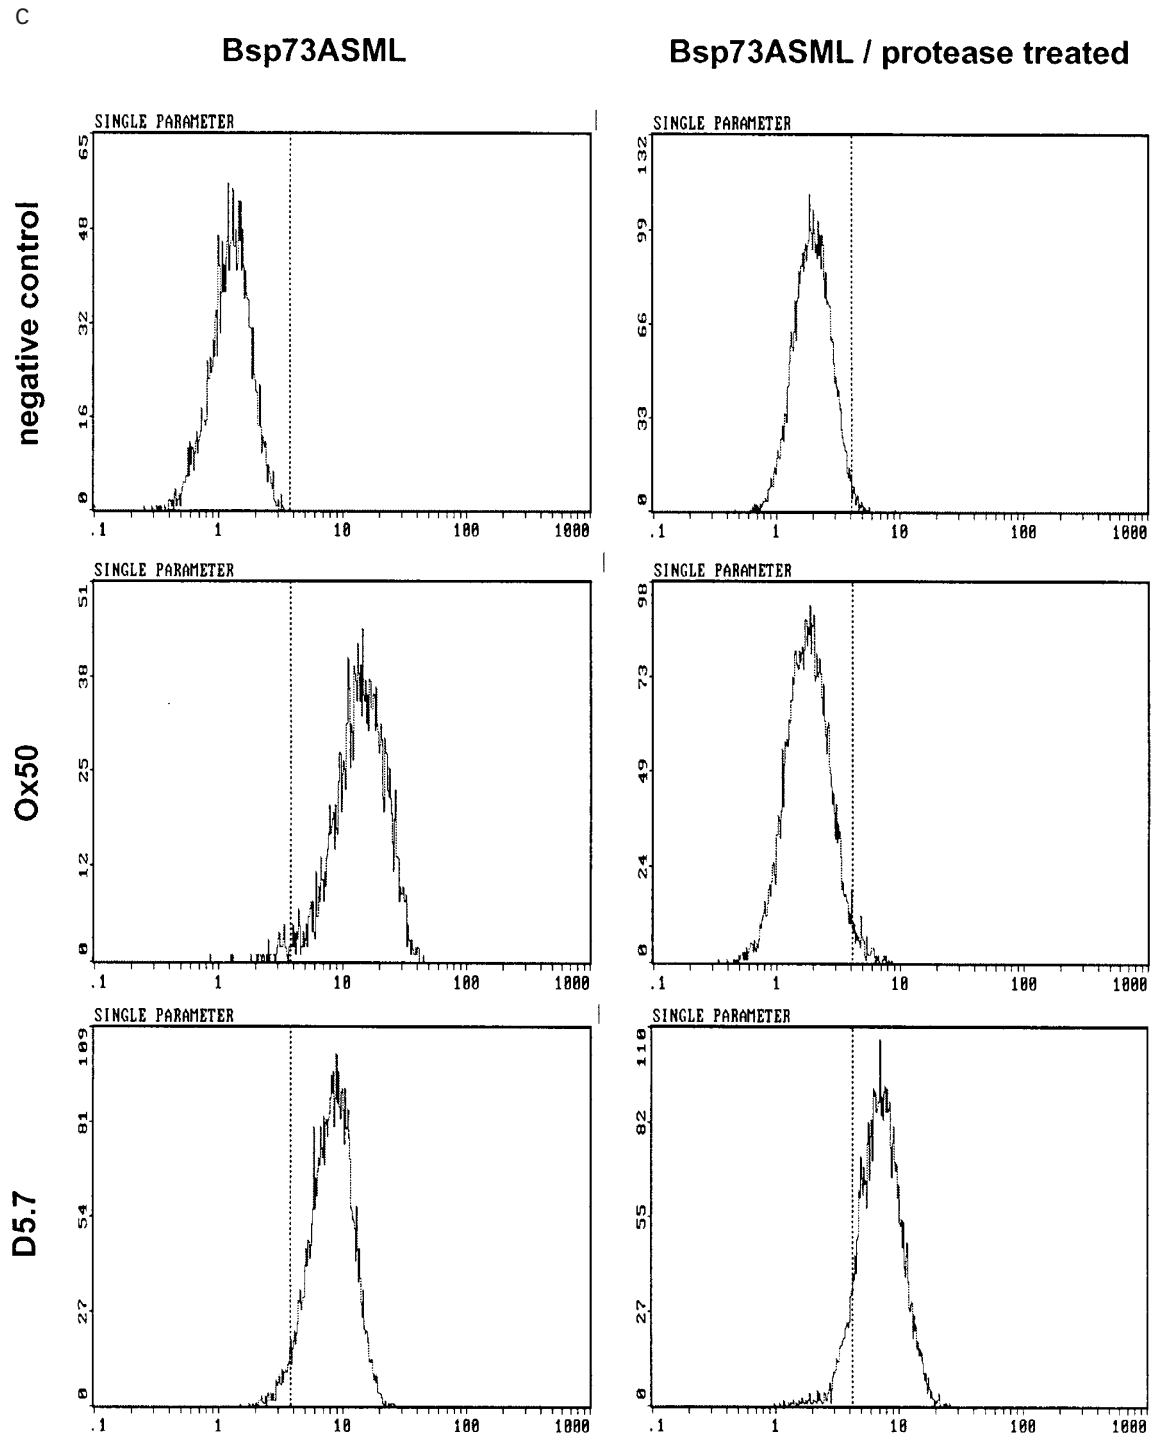 C
Bsp73ASML
Bsp73ASML / protease treated
negative control
SINGLE PARAMETER
65
48
32
16
0
.1 1 10 100 1000
SINGLE PARAMETER
132
99
66
33
0
.1 1 10 100 1000
Ox50
SINGLE PARAMETER
51
38
25
12
0
.1 1 10 100 1000
SINGLE PARAMETER
98
73
49
24
0
.1 1 10 100 1000
D5.7
SINGLE PARAMETER
109
81
54
27
0
.1 1 10 100 1000
SINGLE PARAMETER
110
82
55
27
0
.1 1 10 100 1000